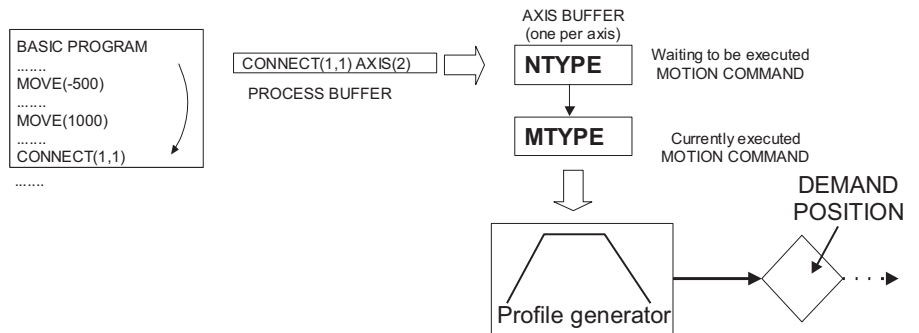 BASIC PROGRAM
.......
MOVE(-500)
.......
MOVE(1000)
.......
CONNECT(1,1)
.......
CONNECT(1,1) AXIS(2)
PROCESS BUFFER
AXIS BUFFER
(one per axis)
NTYPE
Waiting to be executed
MOTION COMMAND
MTYPE
Currently executed
MOTION COMMAND
Profile generator
DEMAND
POSITION